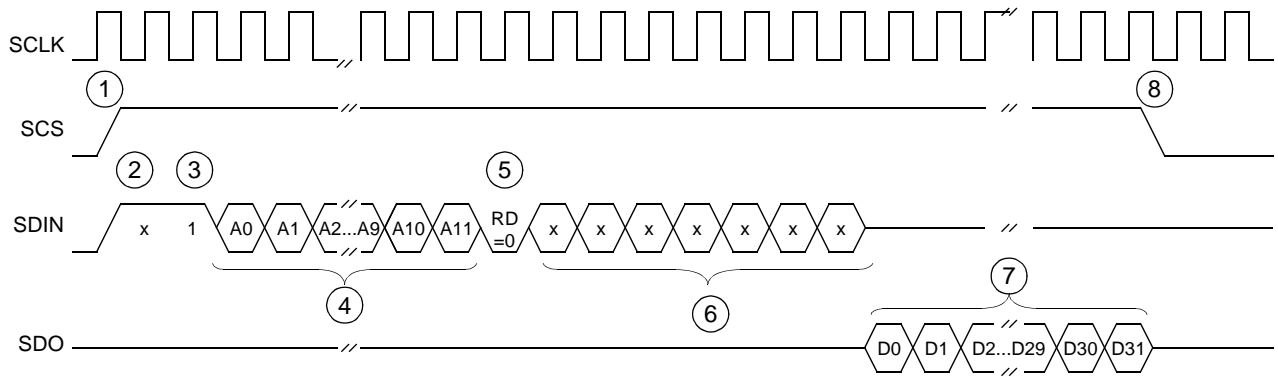 SCLK
1
8
SCS
2
3
5
SDIN
x 1 A0 A1 A2...A9 A10 A11 RD =0 x x x x x x x
4
6
7
SDO
D0 D1 D2...D29 D30 D31